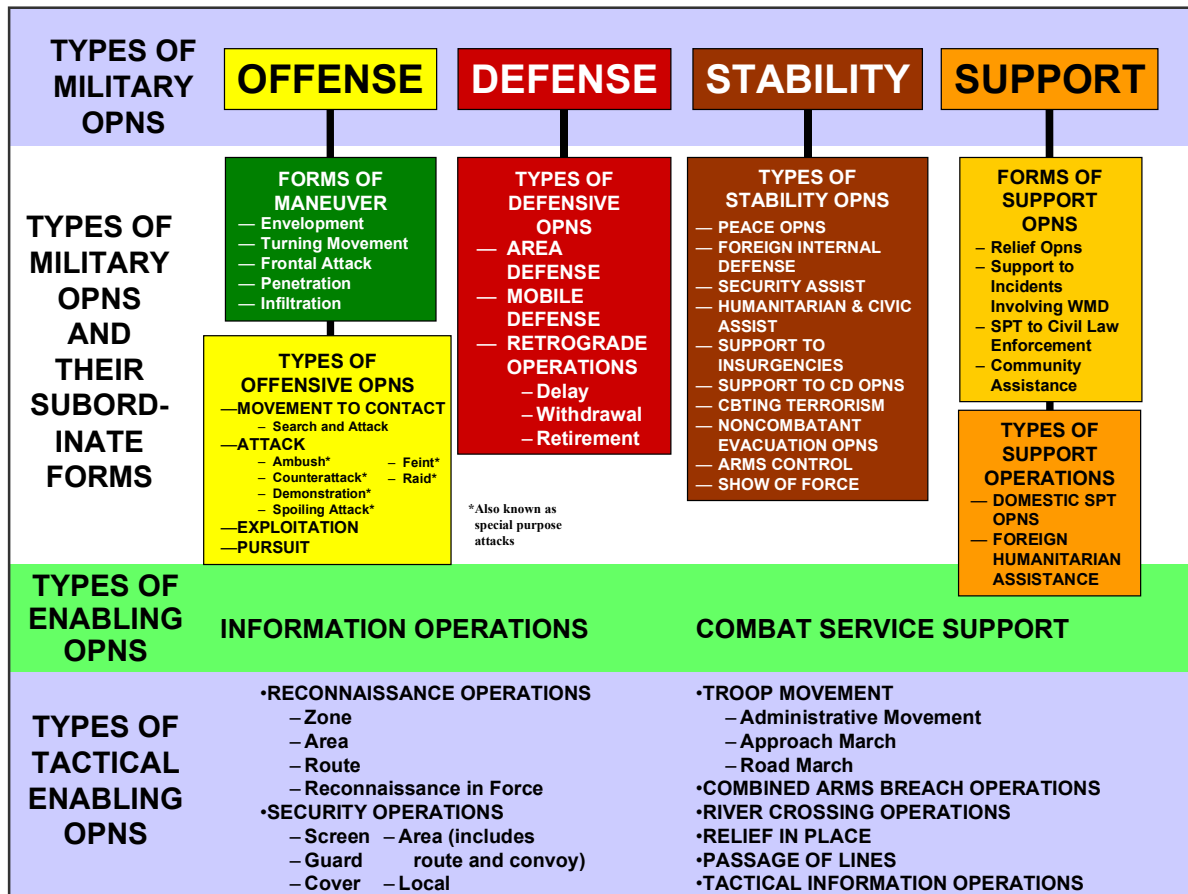 TYPES OF
MILITARY
OPNS
OFFENSE
DEFENSE
STABILITY
SUPPORT
TYPES OF
MILITARY
OPNS
AND
THEIR
SUBORD-
INATE
FORMS
FORMS OF
MANEUVER
— Envelopment
— Turning Movement
— Frontal Attack
— Penetration
— Infiltration
TYPES OF
OFFENSIVE OPNS
—MOVEMENT TO CONTACT
– Search and Attack
—ATTACK
– Ambush* – Feint*
– Counterattack* – Raid*
– Demonstration*
– Spoiling Attack*
—EXPLOITATION
—PURSUIT
TYPES OF
DEFENSIVE
OPNS
— AREA
DEFENSE
— MOBILE
DEFENSE
— RETROGRADE
OPERATIONS
– Delay
– Withdrawal
– Retirement
*Also known as
special purpose
attacks
TYPES OF
STABILITY OPNS
— PEACE OPNS
— FOREIGN INTERNAL
DEFENSE
— SECURITY ASSIST
— HUMANITARIAN & CIVIC
ASSIST
— SUPPORT TO
INSURGENCIES
— SUPPORT TO CD OPNS
— CBTING TERRORISM
— NONCOMBATANT
EVACUATION OPNS
— ARMS CONTROL
— SHOW OF FORCE
FORMS OF
SUPPORT
OPNS
– Relief Opns
– Support to
Incidents
Involving WMD
– SPT to Civil Law
Enforcement
– Community
Assistance
TYPES OF
SUPPORT
OPERATIONS
— DOMESTIC SPT
OPNS
— FOREIGN
HUMANITARIAN
ASSISTANCE
TYPES OF
ENABLING
OPNS
INFORMATION OPERATIONS
COMBAT SERVICE SUPPORT
TYPES OF
TACTICAL
ENABLING
OPNS
•RECONNAISSANCE OPERATIONS
– Zone
– Area
– Route
– Reconnaissance in Force
•SECURITY OPERATIONS
– Screen – Area (includes
– Guard route and convoy)
– Cover – Local
•TROOP MOVEMENT
– Administrative Movement
– Approach March
– Road March
•COMBINED ARMS BREACH OPERATIONS
•RIVER CROSSING OPERATIONS
•RELIEF IN PLACE
•PASSAGE OF LINES
•TACTICAL INFORMATION OPERATIONS